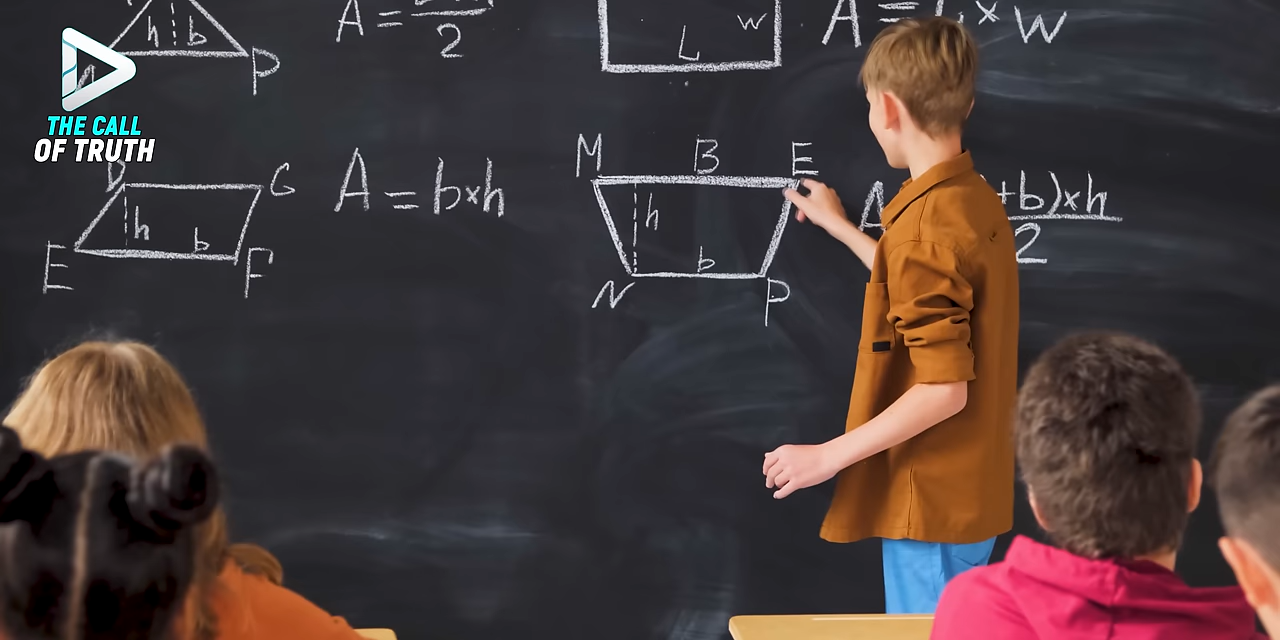 h b
P
A =
2
L
w
A = L x W
THE CALL
OF TRUTH
D G
h
b
E F
A = b x h
M B E
h
b
N P
A
+b) x h
2